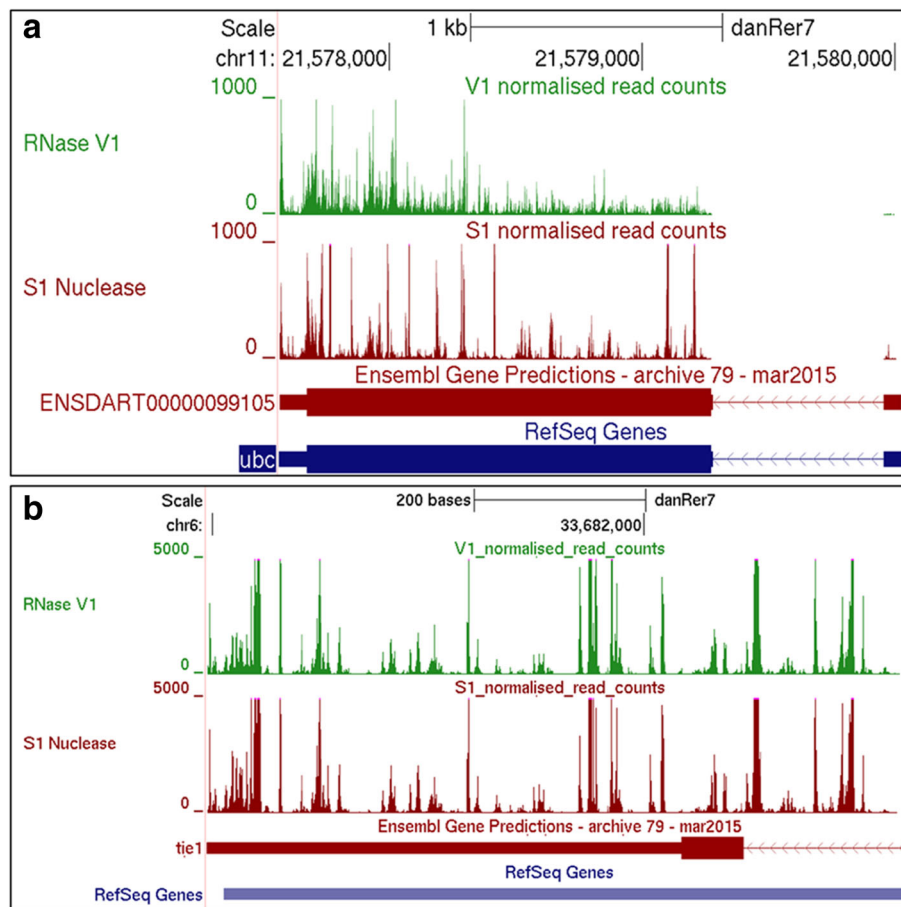 a
Scale 1 kb danRer7
chr11: 21,578,000 21,579,000 21,580,000
V1 normalised read counts
1000
RNase V1
0
S1 normalised read counts
1000
S1 Nuclease
0
Ensembl Gene Predictions - archive 79 - mar2015
ENSDART00000099105
RefSeq Genes
ubc
b
Scale 200 bases danRer7
chr6: 33,682,000
V1_normalised_read_counts
5000
RNase V1
0
S1_normalised_read_counts
5000
S1 Nuclease
0
Ensembl Gene Predictions - archive 79 - mar2015
tie1
RefSeq Genes
RefSeq Genes